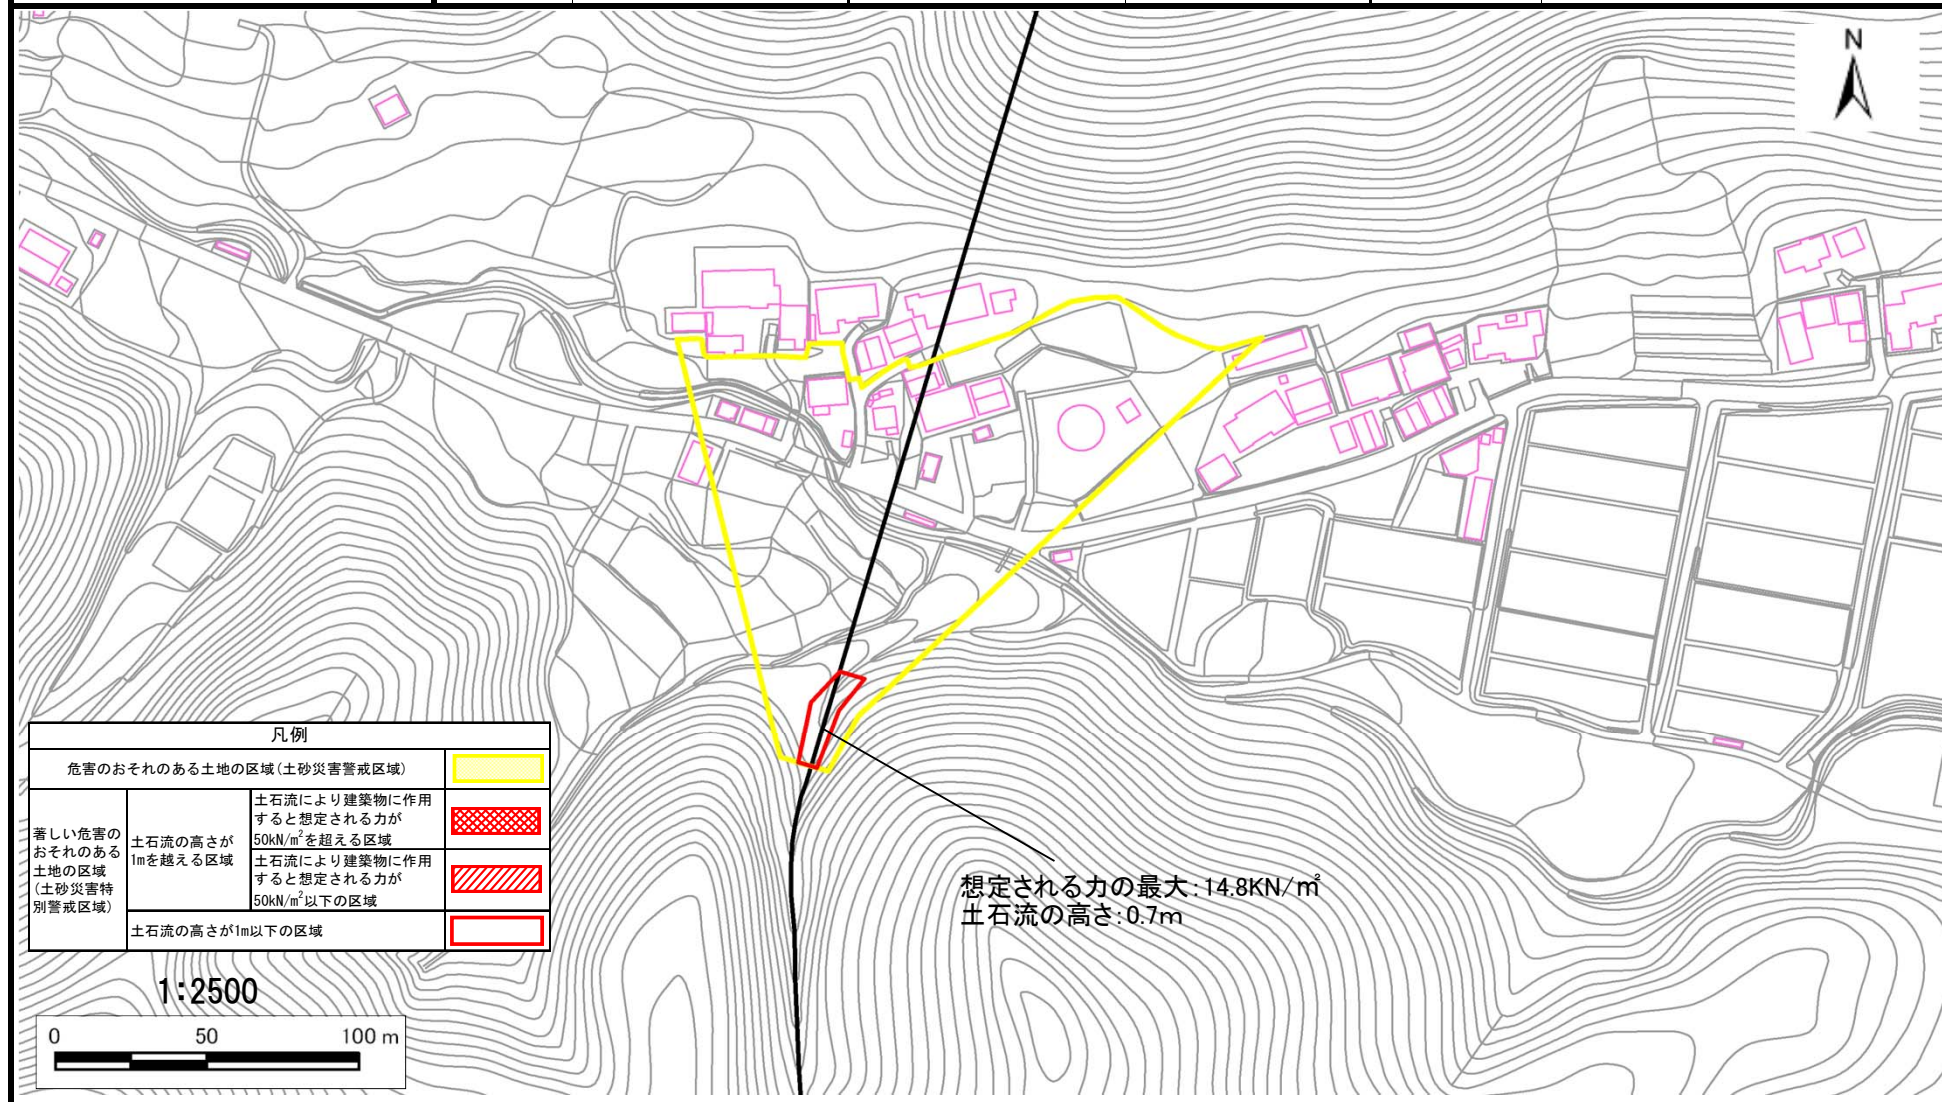 N
凡例
危害のおそれのある土地の区域(土砂災害警戒区域)
著しい危害の
おそれのある
土地の区域
(土砂災害特
別警戒区域)
土石流の高さが
1mを越える区域
土石流により建築物に作用
すると想定される力が
50kN/㎡を超える区域
土石流により建築物に作用
すると想定される力が
50kN/㎡以下の区域
土石流の高さが1m以下の区域
想定される力の最大:14.8KN/㎡
土石流の高さ:0.7m
1:2500
0 50 100 m